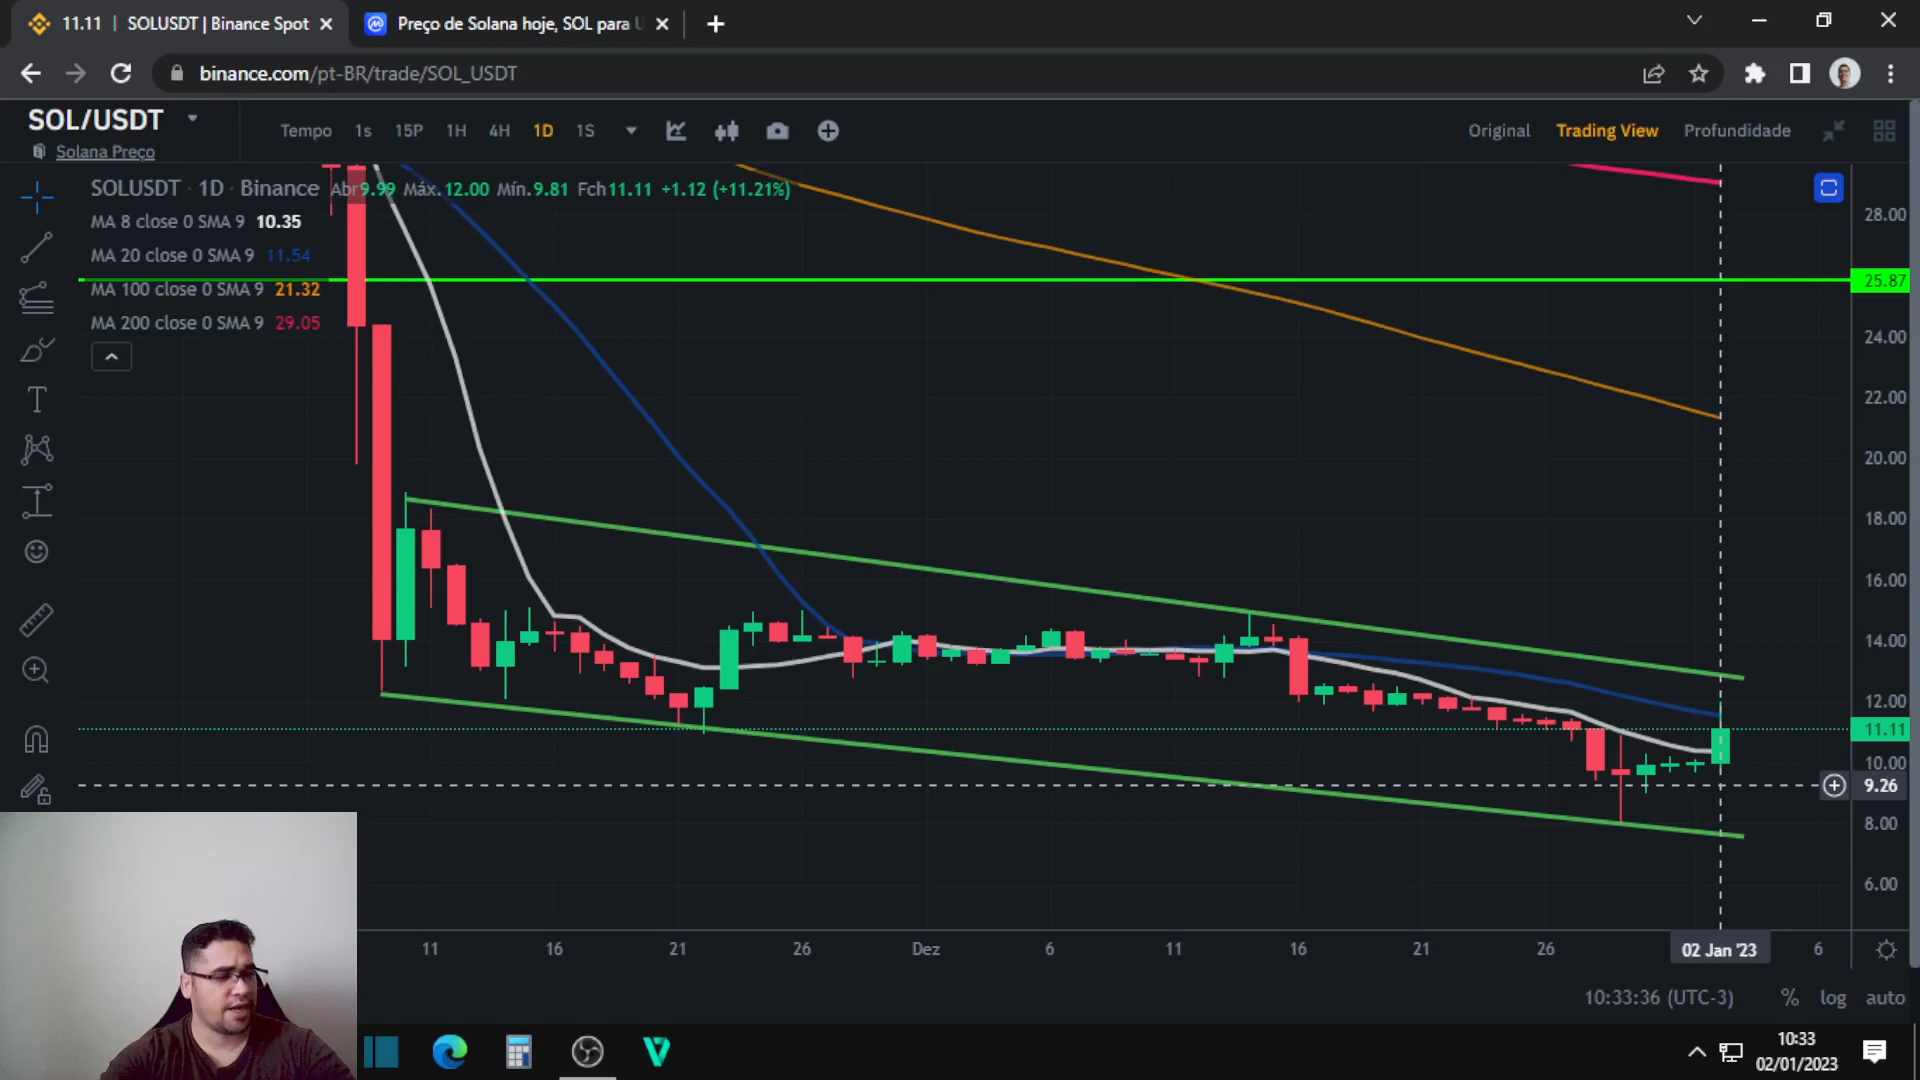 11.11 | SOLUSDT | Binance Spot
Preço de Solana hoje, SOL para U
binance.com/pt-BR/trade/SOL_USDT
SOL/USDT
Solana Preço
Tempo 1s 15P 1H 4H 1D 1S
Original Trading View Profundidade
SOLUSDT · 1D · Binance Abr9.99 Máx.12.00 Mín.9.81 Fch11.11 +1.12 (+11.21%)
MA 8 close 0 SMA 9 10.35
MA 20 close 0 SMA 9 11.54
MA 100 close 0 SMA 9 21.32
MA 200 close 0 SMA 9 29.05
28.00
25.87
24.00
22.00
20.00
18.00
16.00
14.00
12.00
11.11
10.00
9.26
8.00
6.00
11 16 21 26 Dez 6 11 16 21 26 02 Jan '23 6
10:33:36 (UTC-3) % log auto
10:33
02/01/2023